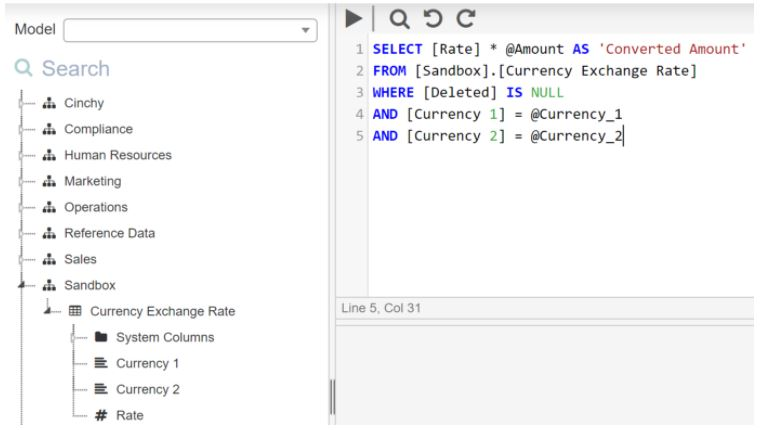 Model
Search
Cinchy
Compliance
Human Resources
Marketing
Operations
Reference Data
Sales
Sandbox
Currency Exchange Rate
System Columns
Currency 1
Currency 2
# Rate
1 SELECT [Rate] * @Amount AS 'Converted Amount'
2 FROM [Sandbox].[Currency Exchange Rate]
3 WHERE [Deleted] IS NULL
4 AND [Currency 1] = @Currency_1
5 AND [Currency 2] = @Currency_2
Line 5, Col 31